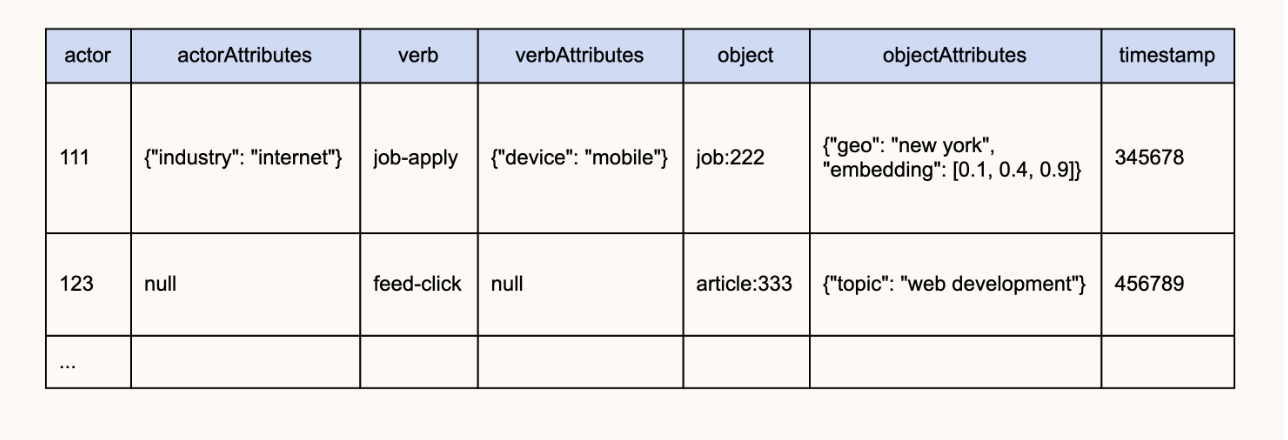 actor actorAttributes verb verbAttributes object objectAttributes timestamp
111 {"industry": "internet"} job-apply {"device": "mobile"} job:222 {"geo": "new york",
"embedding": [0.1, 0.4, 0.9]} 345678
123 null feed-click null article:333 {"topic": "web development"} 456789
...